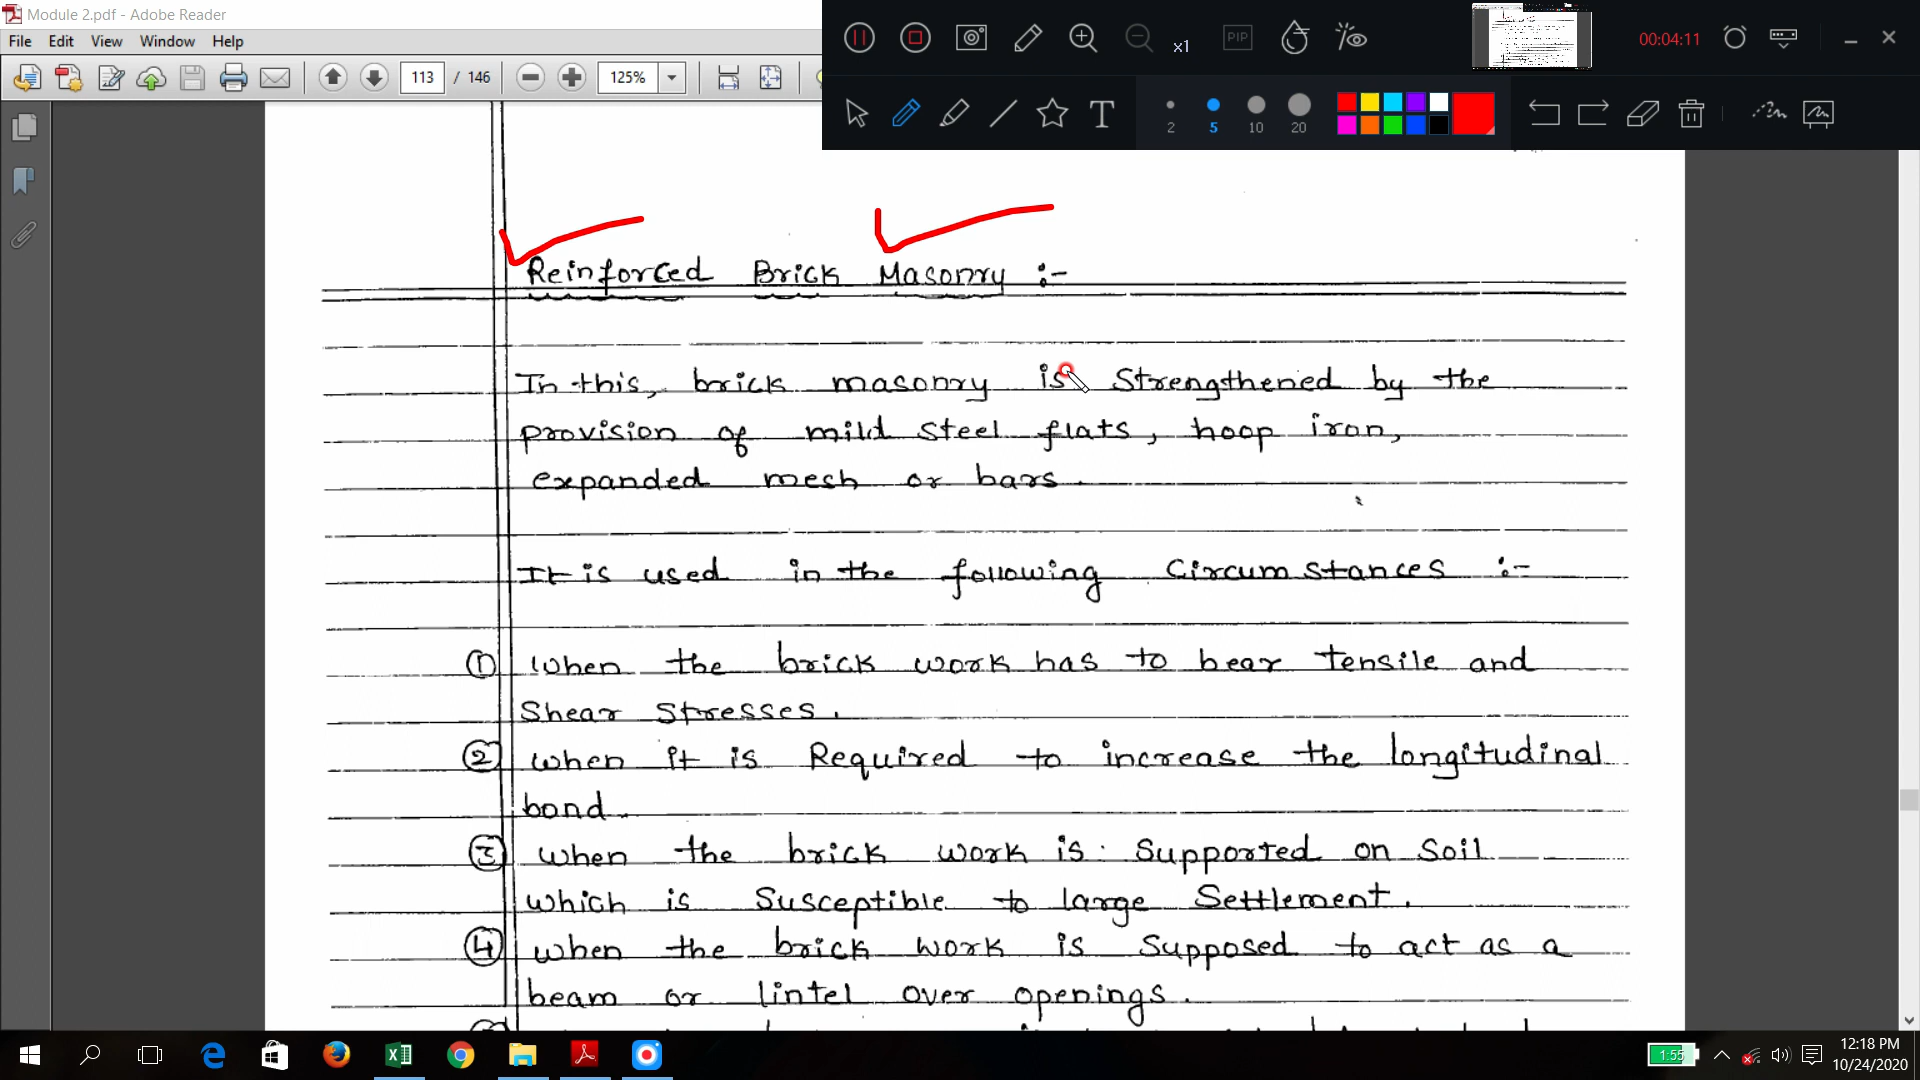 Module 2.pdf - Adobe Reader
File Edit View Window Help
113 / 146 125%
x1 PIP 00:04:11
2 5 10 20
Reinforced Brick Masonry :-
In this, brick masonry is Strengthened by the
provision of mild steel flats, hoop iron,
expanded mesh or bars.
It is used in the following Circumstances :-
① When the brick work has to bear tensile and
Shear Stresses.
② when it is Required to increase the longitudinal
bond.
③ when the brick work is Supported on Soil
which is Susceptible to large Settlement.
④ when the brick work is Supposed to act as a
beam or lintel over openings.
1:55
12:18 PM
10/24/2020